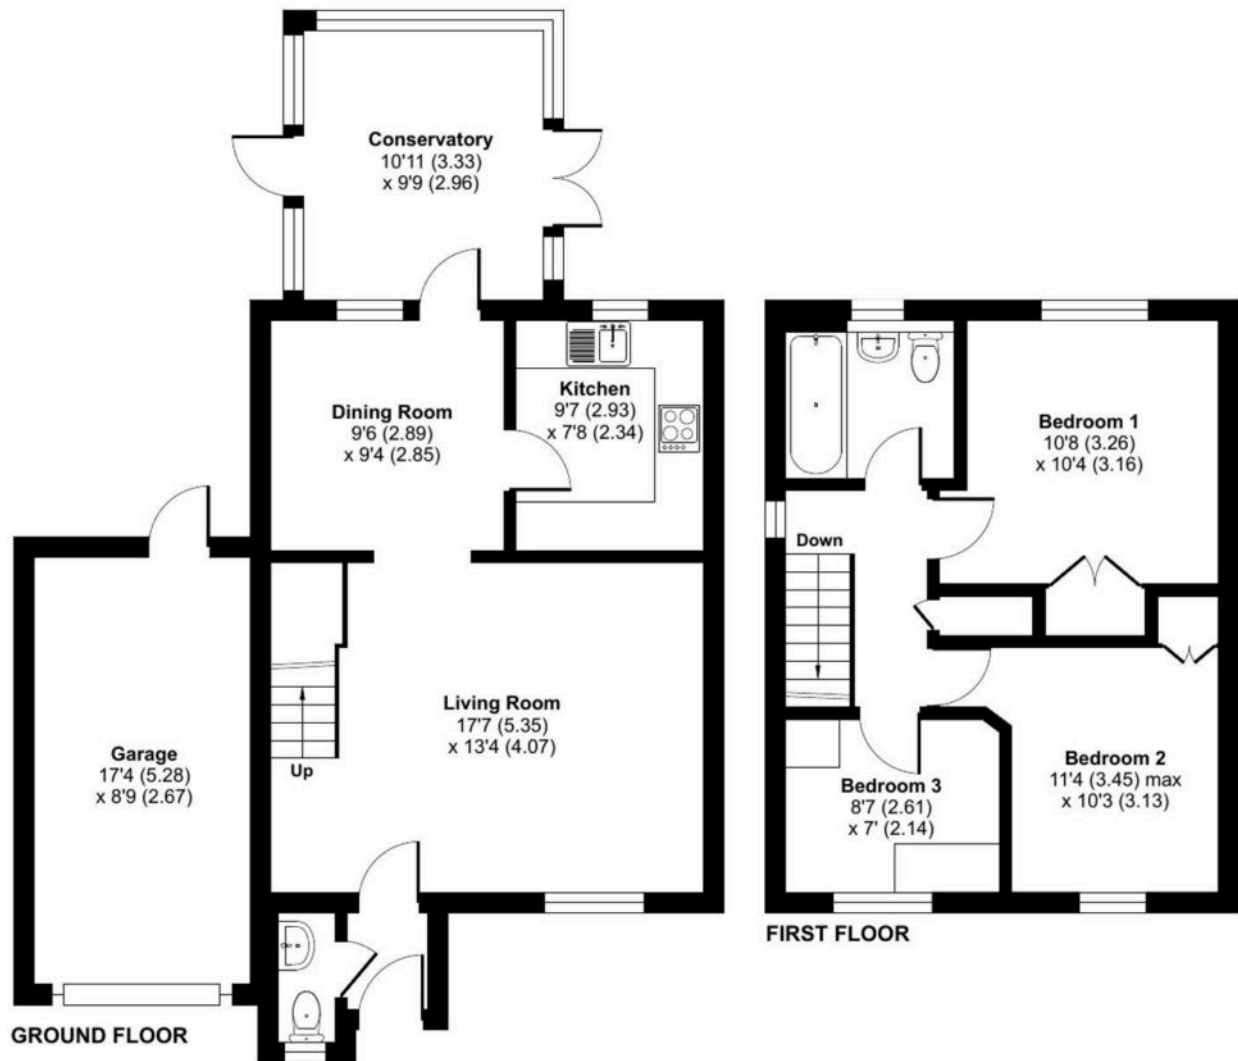 Conservatory
10'11 (3.33)
x 9'9 (2.96)
Dining Room
9'6 (2.89)
x 9'4 (2.85)
Kitchen
9'7 (2.93)
x 7'8 (2.34)
Living Room
17'7 (5.35)
x 13'4 (4.07)
Up
Garage
17'4 (5.28)
x 8'9 (2.67)
GROUND FLOOR
Bedroom 1
10'8 (3.26)
x 10'4 (3.16)
Down
Bedroom 2
11'4 (3.45) max
x 10'3 (3.13)
Bedroom 3
8'7 (2.61)
x 7' (2.14)
FIRST FLOOR